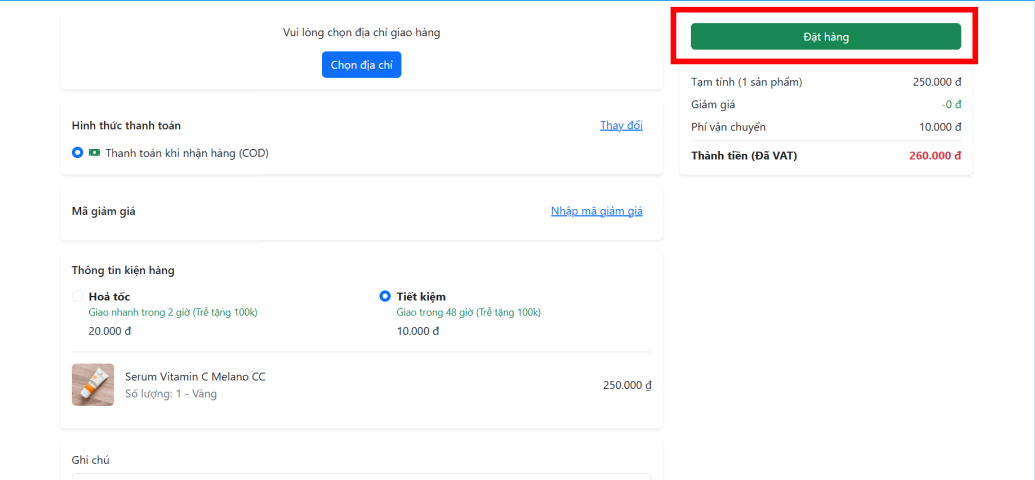 Vui lòng chọn địa chỉ giao hàng
Chọn địa chỉ
Hình thức thanh toán
Thay đổi
Thanh toán khi nhận hàng (COD)
Mã giảm giá
Nhập mã giảm giá
Thông tin kiện hàng
Hoả tốc
Giao nhanh trong 2 giờ (Trễ tặng 100k)
20.000 đ
Tiết kiệm
Giao trong 48 giờ (Trễ tặng 100k)
10.000 đ
Serum Vitamin C Melano CC
Số lượng: 1 - Vàng
250.000 ₫
Ghi chú
Đặt hàng
Tạm tính (1 sản phẩm) 250.000 đ
Giảm giá -0 đ
Phí vận chuyển 10.000 đ
Thành tiền (Đã VAT) 260.000 đ